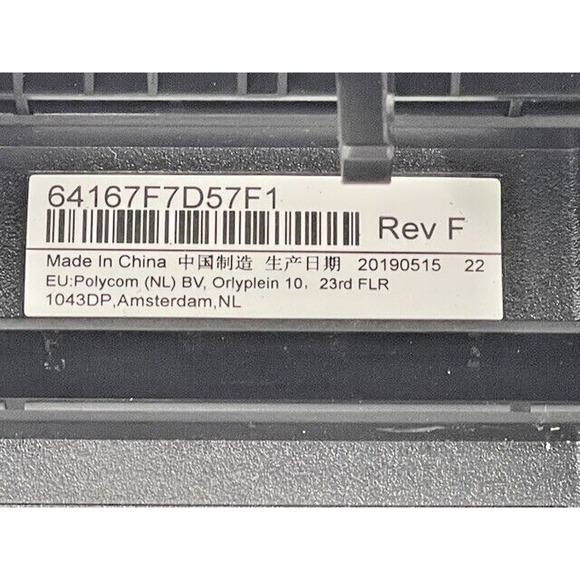 64167F7D57F1
Rev F
Made In China 中国制造 生产日期 20190515 22
EU:Polycom (NL) BV, Orlyplein 10, 23rd FLR
1043DP,Amsterdam,NL